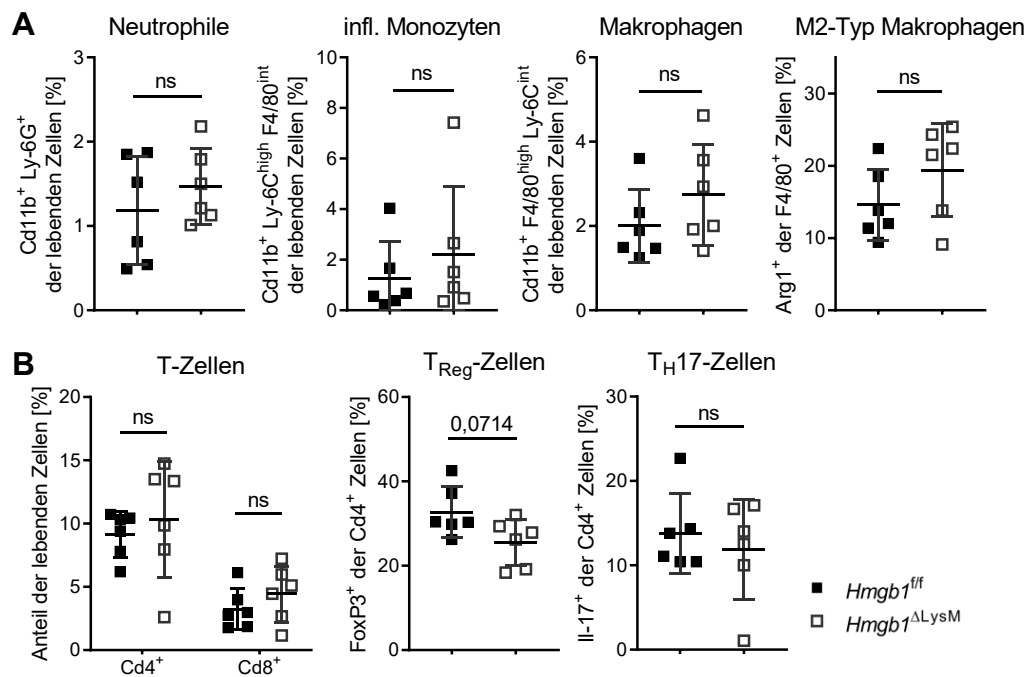 A
Neutrophile
Cd11b⁺ Ly-6G⁺
der lebenden Zellen [%]
3
2
1
0
ns
infl. Monozyten
Cd11b⁺ Ly-6Cʰⁱᵍʰ F4/80ⁱⁿᵗ
der lebenden Zellen [%]
10
8
6
4
2
0
ns
Makrophagen
Cd11b⁺ F4/80ʰⁱᵍʰ Ly-6Cⁱⁿᵗ
der lebenden Zellen [%]
6
4
2
0
ns
M2-Typ Makrophagen
Arg1⁺ der F4/80⁺ Zellen [%]
30
20
10
0
ns
B
T-Zellen
Anteil der lebenden Zellen [%]
20
15
10
5
0
ns
ns
Cd4⁺ Cd8⁺
T_Reg-Zellen
FoxP3⁺ der Cd4⁺ Zellen [%]
60
40
20
0
0,0714
T_H17-Zellen
Il-17⁺ der Cd4⁺ Zellen [%]
30
20
10
0
ns
Hmgb1ᶠ/ᶠ
Hmgb1^ΔLysM